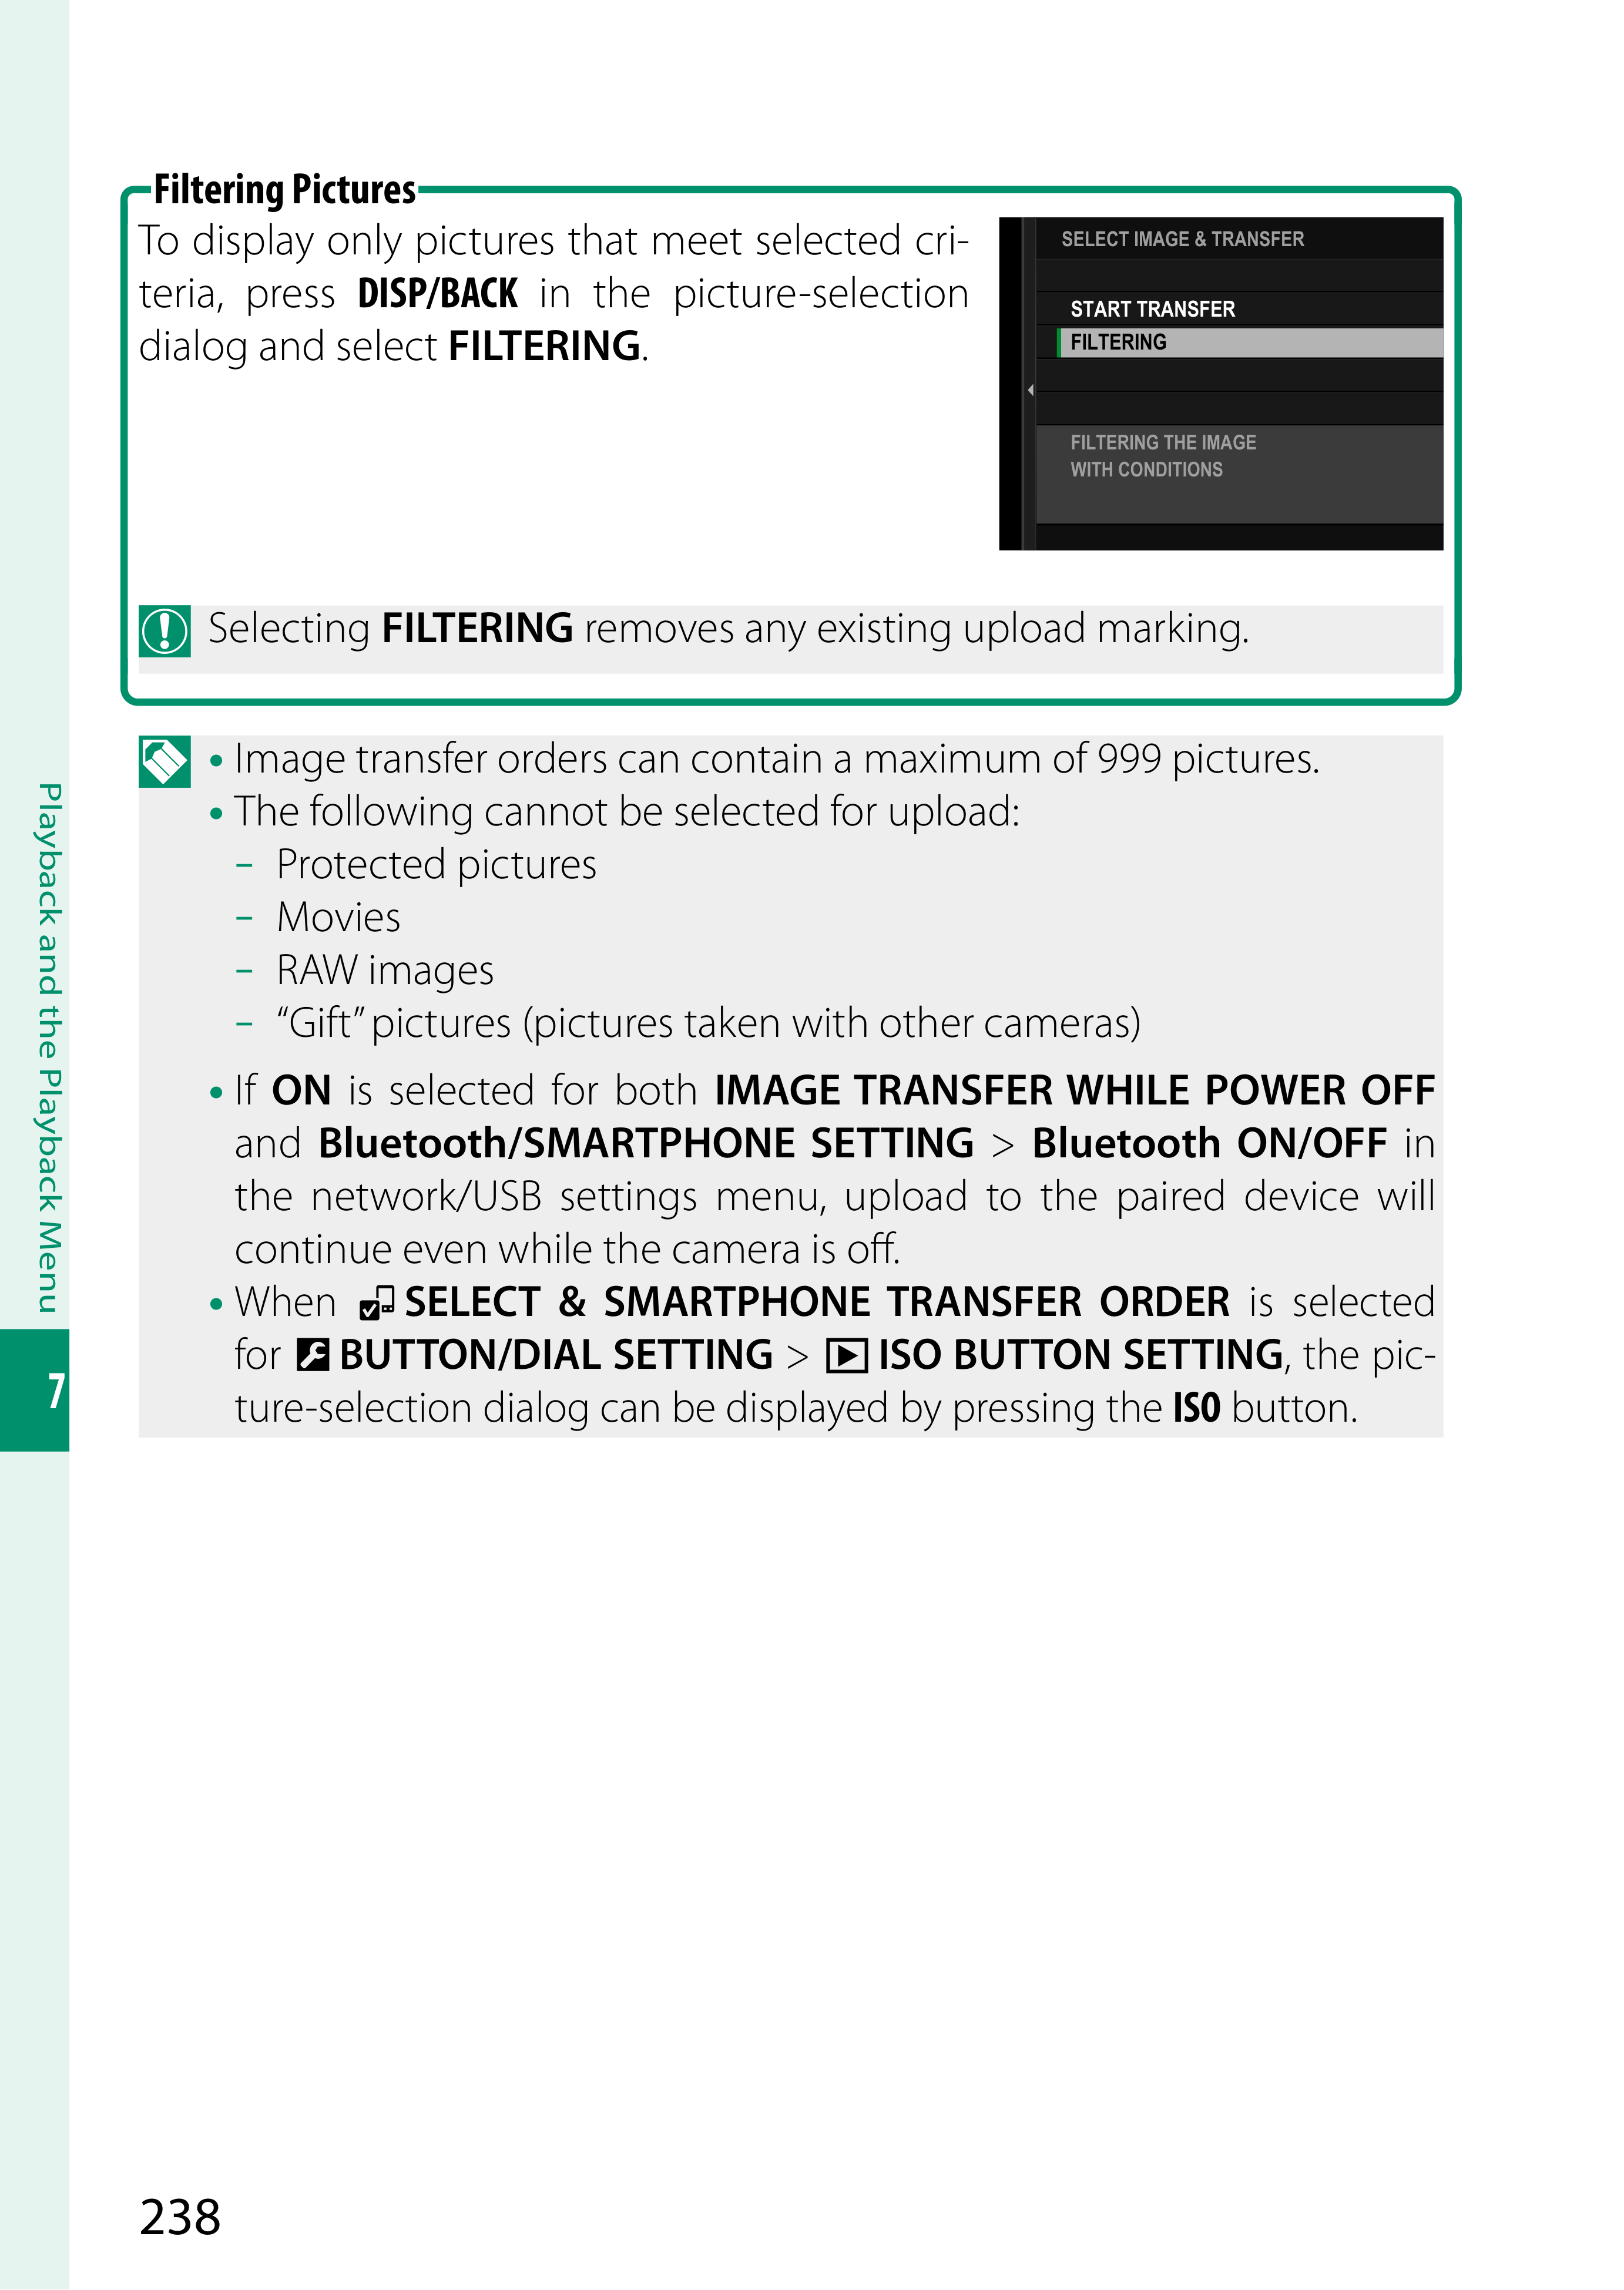 Filtering Pictures
To display only pictures that meet selected cri-
teria, press DISP/BACK in the picture-selection
dialog and select FILTERING.
SELECT IMAGE & TRANSFER
START TRANSFER
FILTERING
FILTERING THE IMAGE
WITH CONDITIONS
Selecting FILTERING removes any existing upload marking.
• Image transfer orders can contain a maximum of 999 pictures.
• The following cannot be selected for upload:
– Protected pictures
– Movies
– RAW images
– “Gift” pictures (pictures taken with other cameras)
• If ON is selected for both IMAGE TRANSFER WHILE POWER OFF
and Bluetooth/SMARTPHONE SETTING > Bluetooth ON/OFF in
the network/USB settings menu, upload to the paired device will
continue even while the camera is off.
• When SELECT & SMARTPHONE TRANSFER ORDER is selected
for BUTTON/DIAL SETTING > ISO BUTTON SETTING, the pic-
ture-selection dialog can be displayed by pressing the ISO button.
Playback and the Playback Menu
7
238